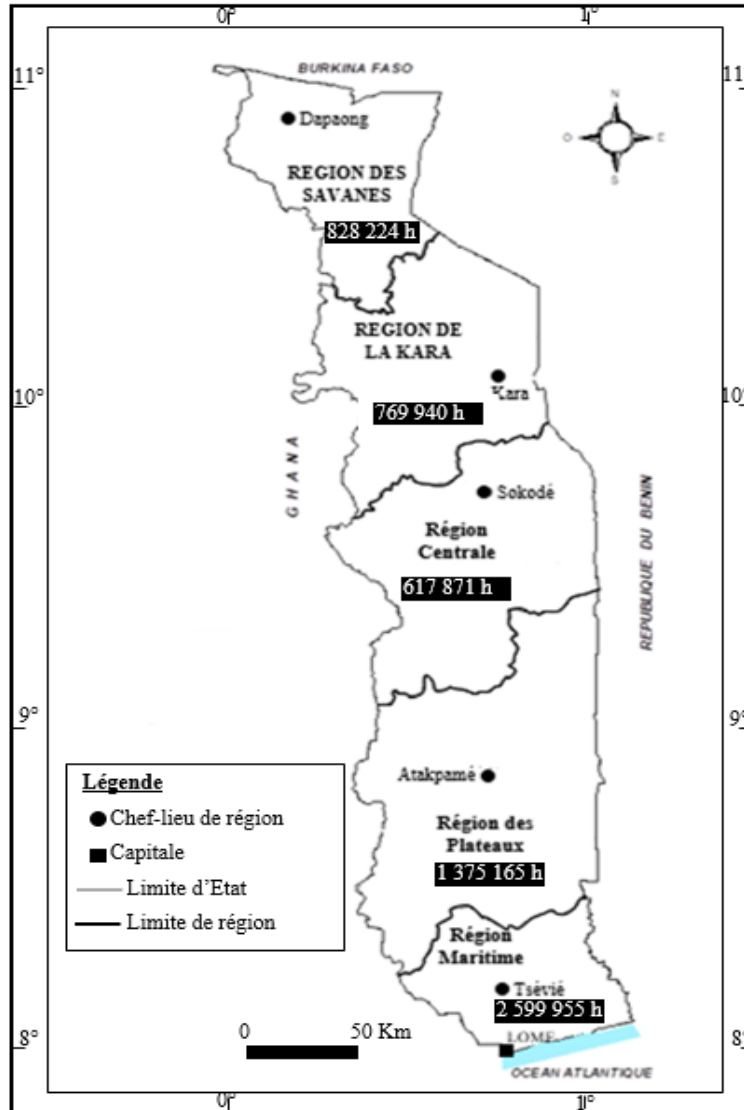 0°
1°
11°
11°
BURKINA FASO
N
O
E
S
Dapaong
REGION DES
SAVANES
828 224 h
REGION DE
LA KARA
Kara
10°
10°
769 940 h
GHANA
Sokodé
REPUBLIQUE DU BENIN
Région
Centrale
617 871 h
9°
9°
Légende
Chef-lieu de région
Capitale
Limite d'Etat
Limite de région
Atakpamé
Région des
Plateaux
1 375 165 h
Région
Maritime
Tsévié
2 599 955 h
0
50 Km
LOME
8°
8°
OCEAN ATLANTIQUE
0°
1°